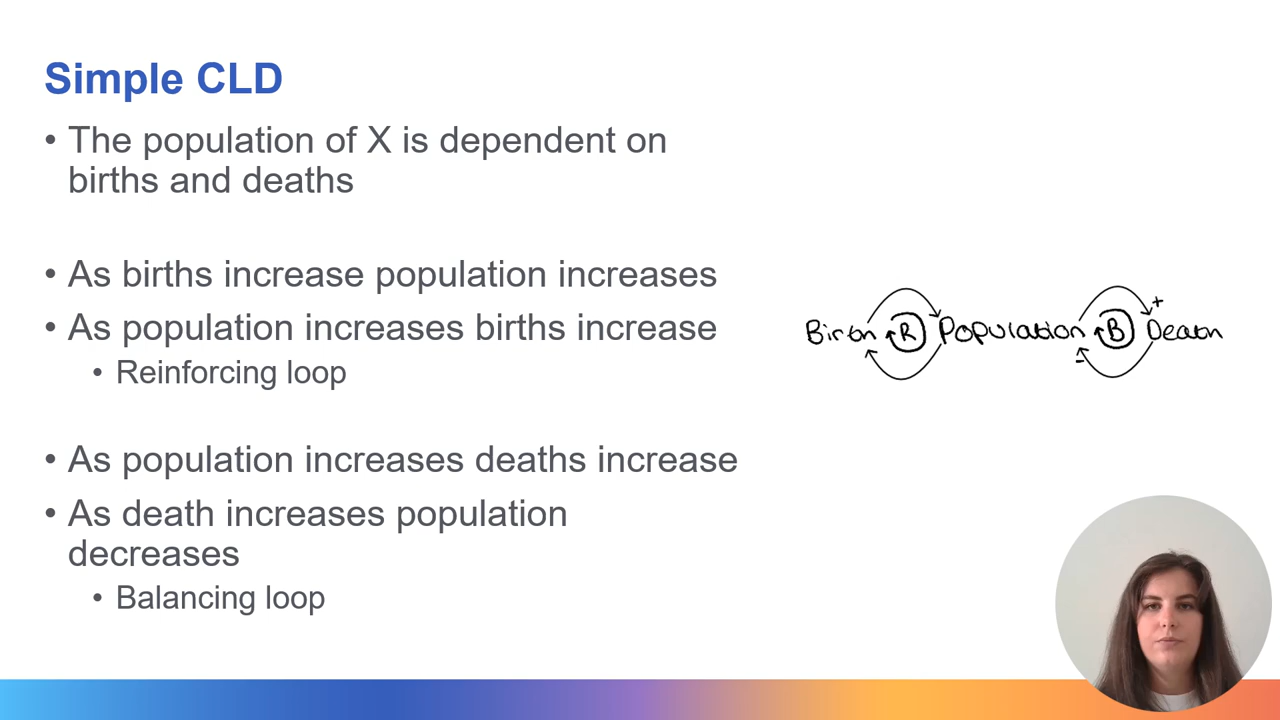 Simple CLD
• The population of X is dependent on
births and deaths
• As births increase population increases
• As population increases births increase
• Reinforcing loop
• As population increases deaths increase
• As death increases population
decreases
• Balancing loop
+
Birth R Population B Death
-